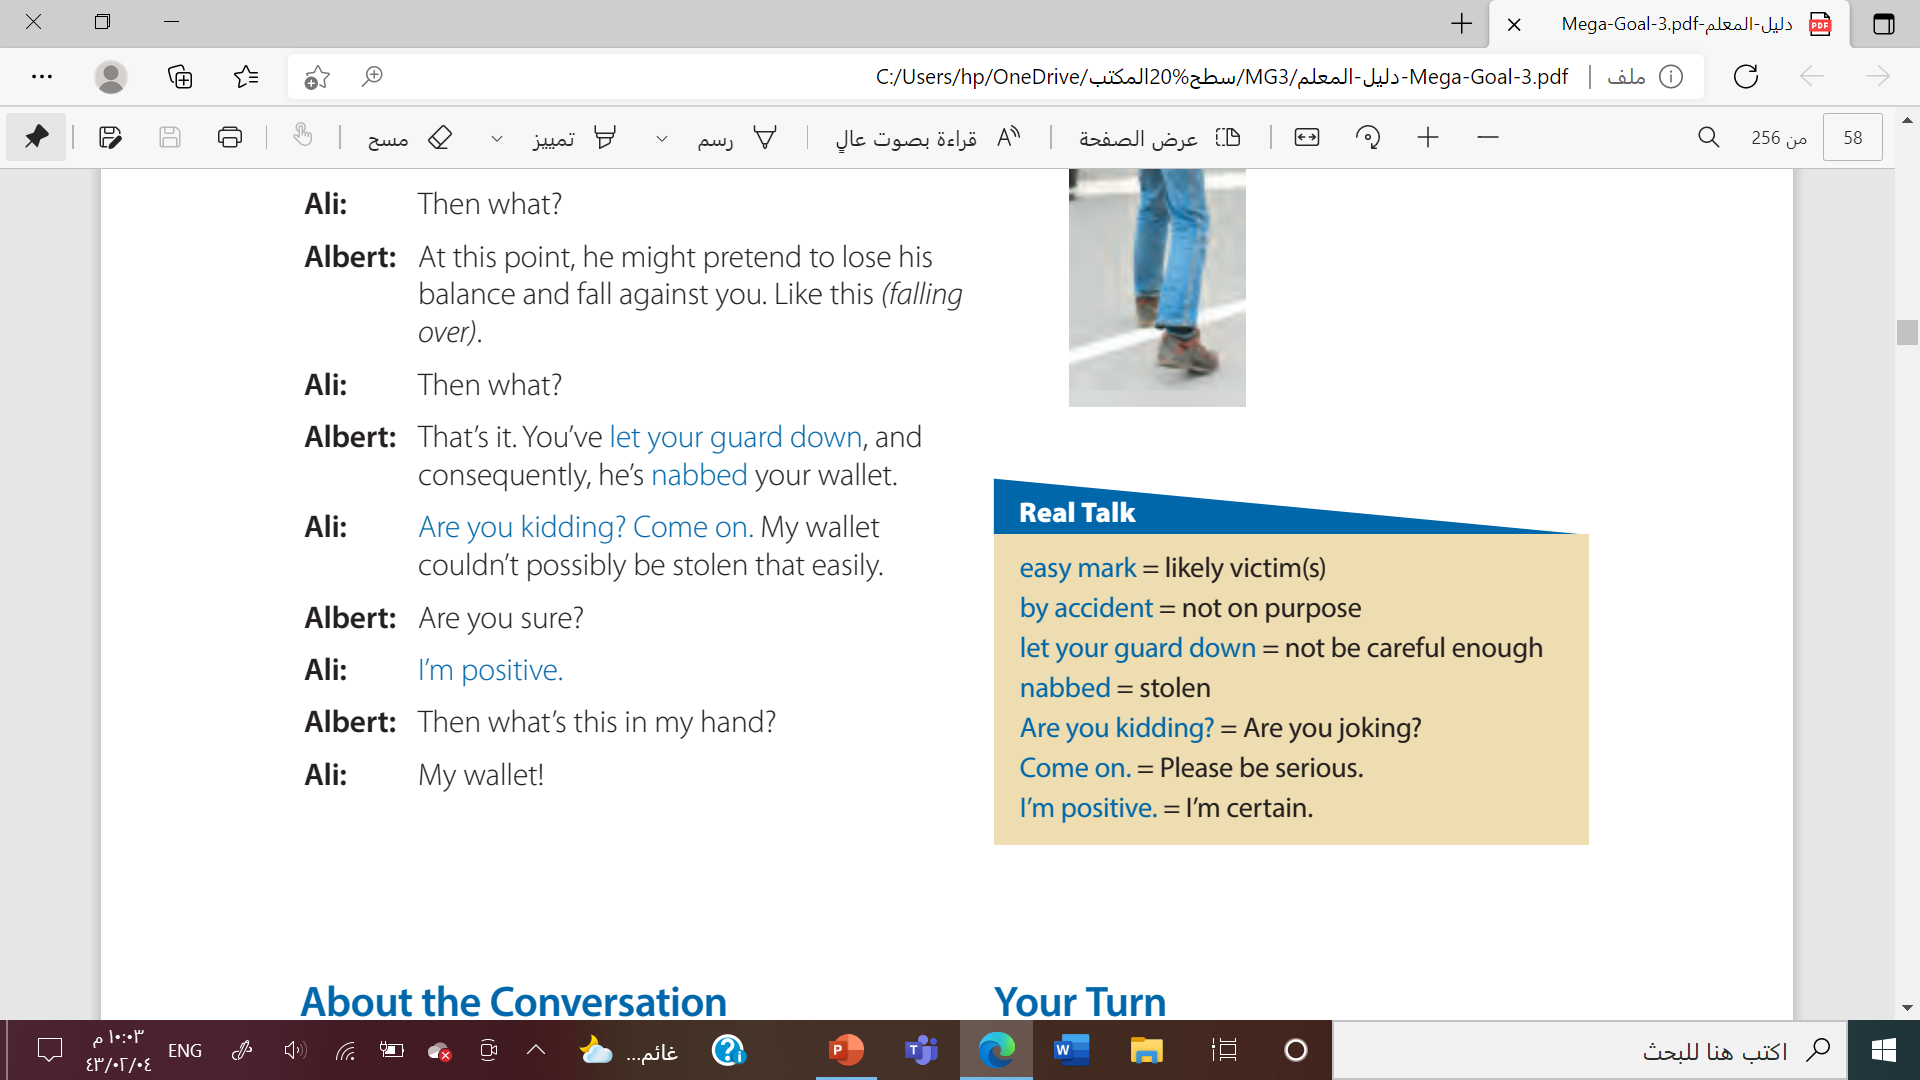 دليل-المعلم-Mega-Goal-3.pdf
C:/Users/hp/OneDrive/سطح%20المكتب/MG3/دليل-المعلم-Mega-Goal-3.pdf
ملف
58
من 256
عرض الصفحة
قراءة بصوت عالٍ
رسم
تمييز
مسح
Ali: Then what?
Albert: At this point, he might pretend to lose his
balance and fall against you. Like this (falling
over).
Ali: Then what?
Albert: That's it. You've let your guard down, and
consequently, he's nabbed your wallet.
Ali: Are you kidding? Come on. My wallet
couldn't possibly be stolen that easily.
Albert: Are you sure?
Ali: I'm positive.
Albert: Then what's this in my hand?
Ali: My wallet!
Real Talk
easy mark = likely victim(s)
by accident = not on purpose
let your guard down = not be careful enough
nabbed = stolen
Are you kidding? = Are you joking?
Come on. = Please be serious.
I'm positive. = I'm certain.
About the Conversation
Your Turn
اكتب هنا للبحث
غائم...
ENG
١٠:٠٣ م
٤٣/٠٢/٠٤